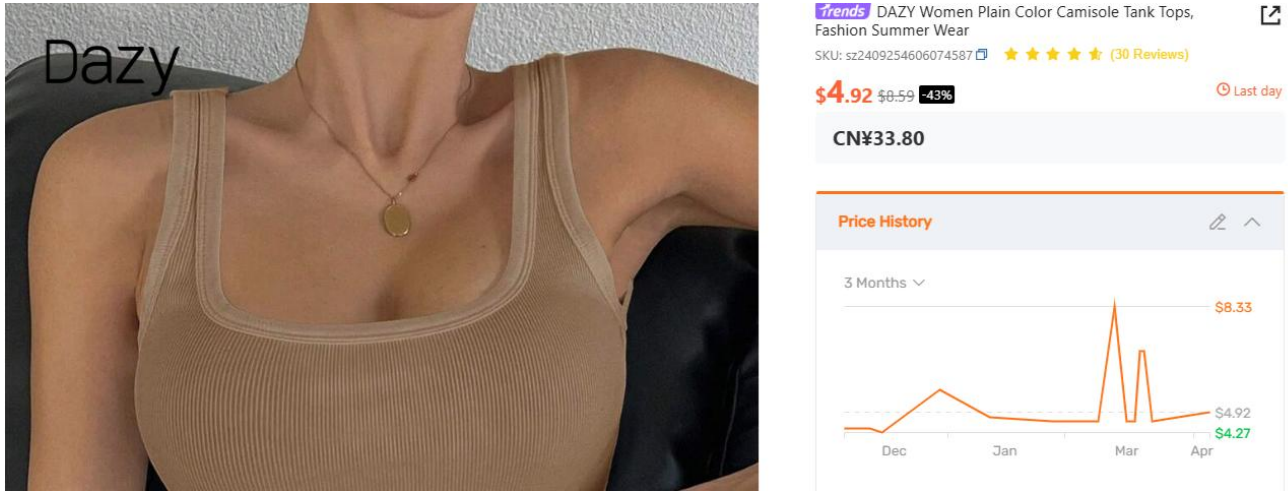 Dazy
Trends DAZY Women Plain Color Camisole Tank Tops,
Fashion Summer Wear
SKU: sz2409254606074587 (30 Reviews)
$4.92 $8.59 -43% Last day
CN¥33.80
Price History
3 Months
$8.33
$4.92
$4.27
Dec Jan Mar Apr